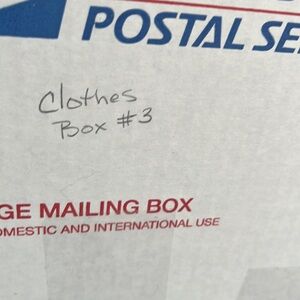 POSTAL SE
Clothes
Box #3
GE MAILING BOX
OMESTIC AND INTERNATIONAL USE